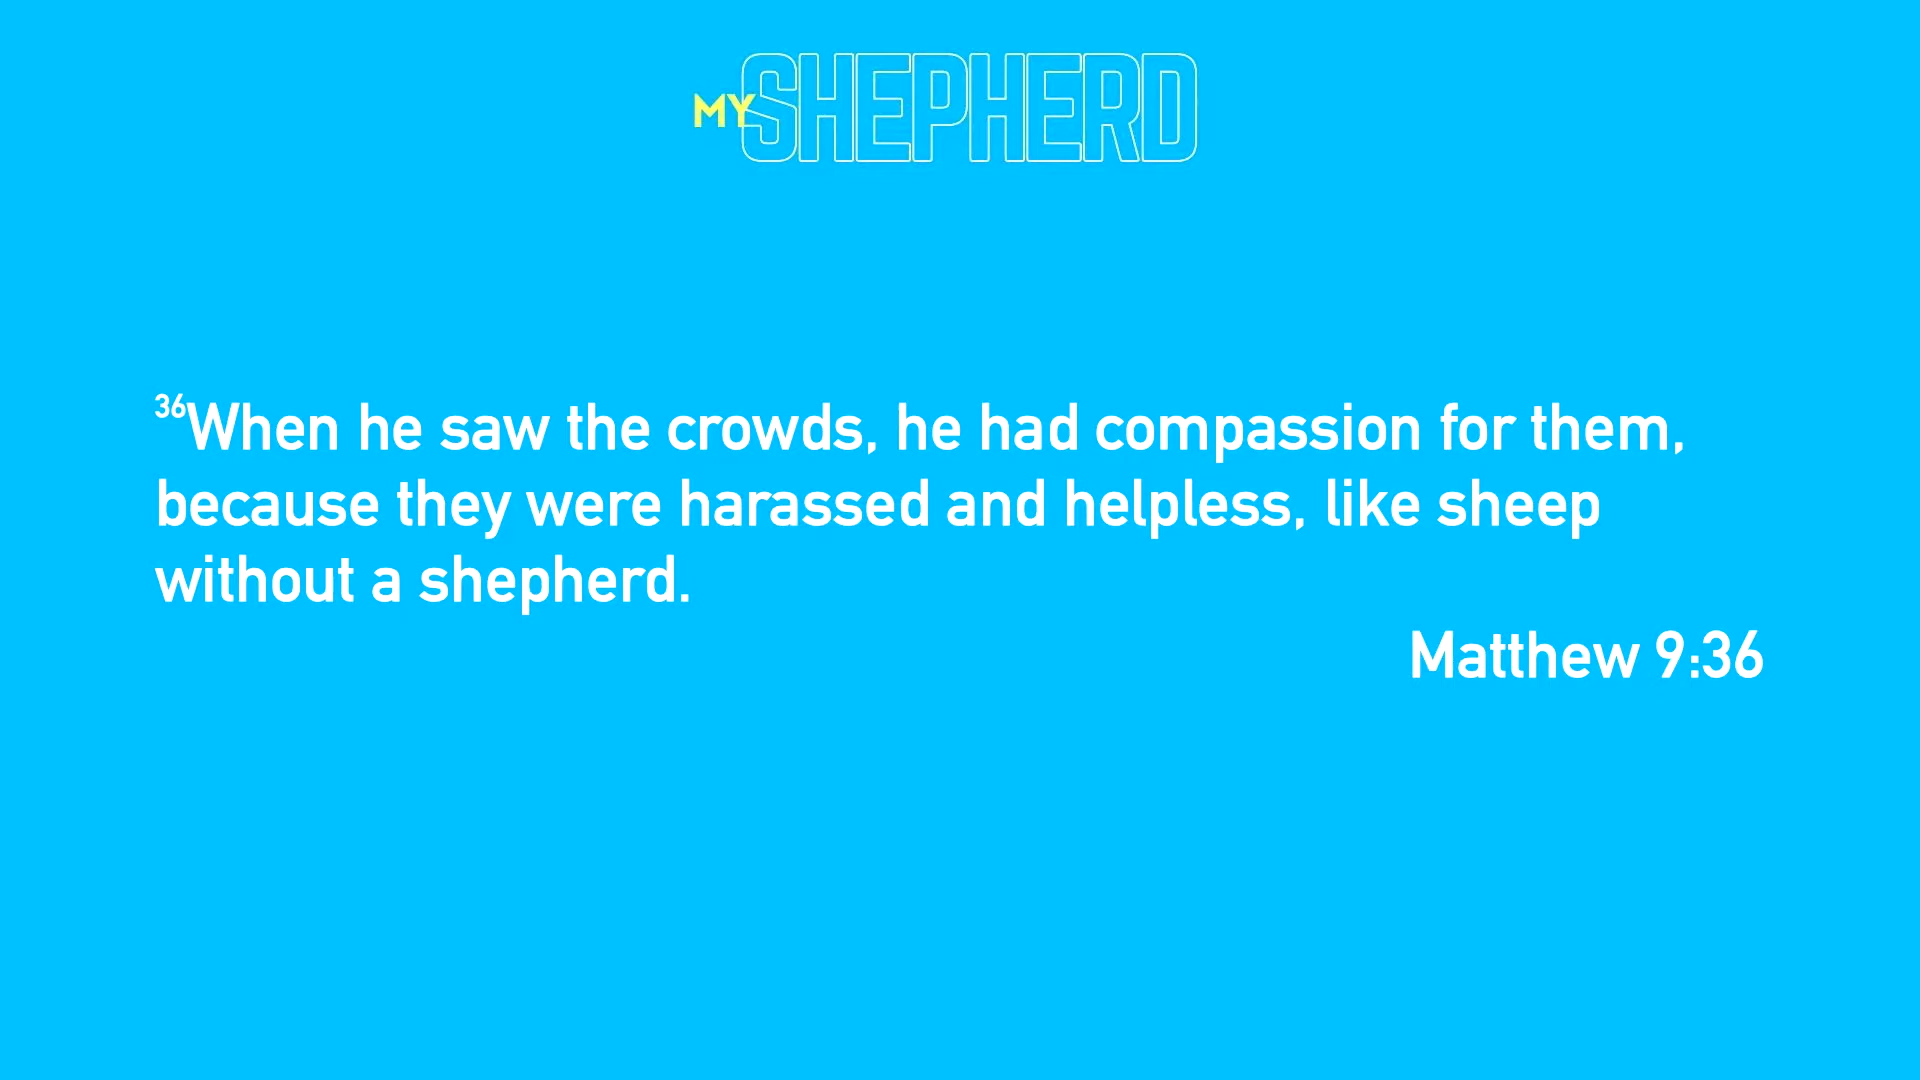 MY SHEPHERD
36When he saw the crowds, he had compassion for them,
because they were harassed and helpless, like sheep
without a shepherd.
Matthew 9:36